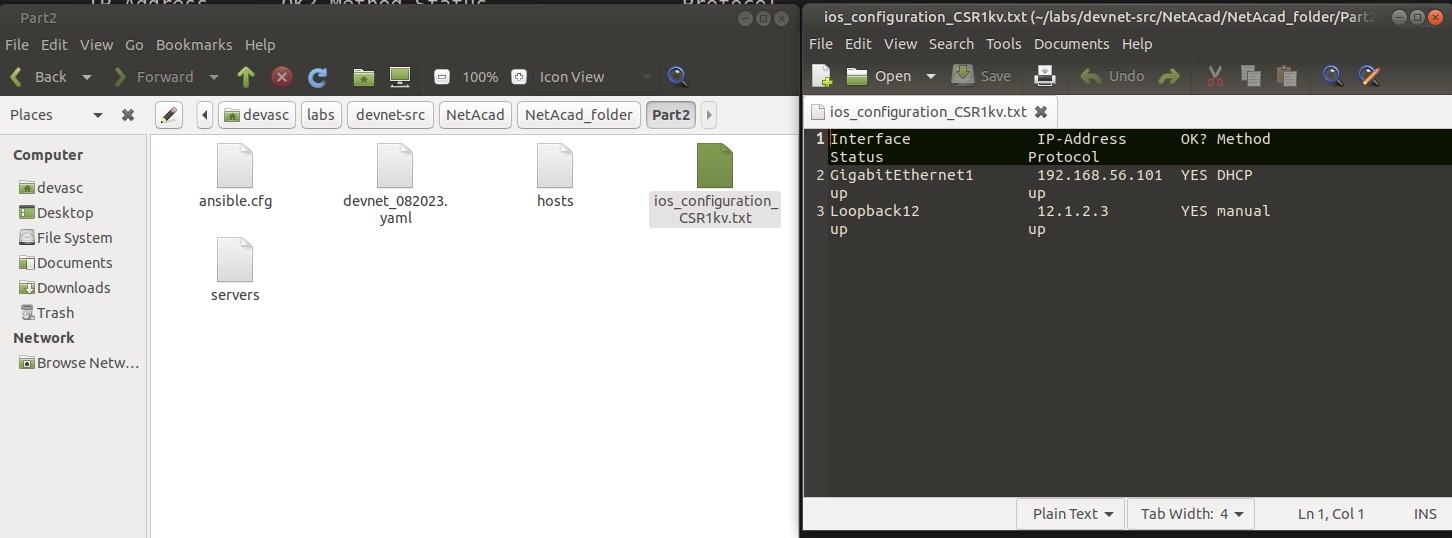 IP-Address OK? Method Status Protocol
Part2
File Edit View Go Bookmarks Help
Back Forward 100% Icon View
Places devasc labs devnet-src NetAcad NetAcad_folder Part2
Computer
devasc
Desktop
File System
Documents
Downloads
Trash
Network
Browse Netw...
ansible.cfg
devnet_082023.
yaml
hosts
ios_configuration_
CSR1kv.txt
servers
ios_configuration_CSR1kv.txt (~/labs/devnet-src/NetAcad/NetAcad_folder/Part2
File Edit View Search Tools Documents Help
Open Save Undo
ios_configuration_CSR1kv.txt
1 Interface IP-Address OK? Method
Status Protocol
2 GigabitEthernet1 192.168.56.101 YES DHCP
up up
3 Loopback12 12.1.2.3 YES manual
up up
Plain Text Tab Width: 4 Ln 1, Col 1 INS